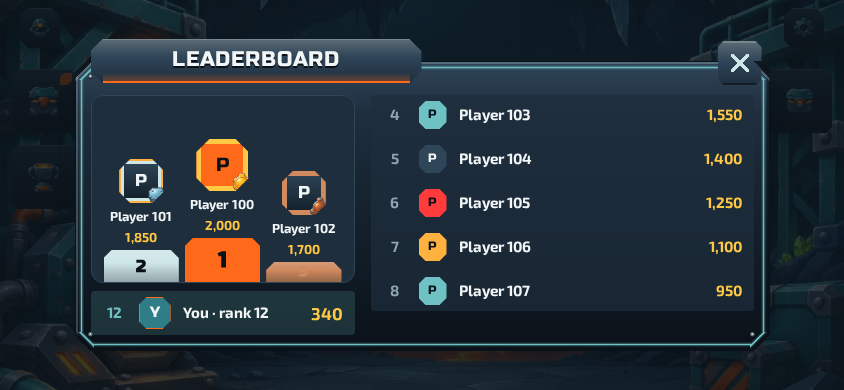 LEADERBOARD
P
Player 101
1,850
2
P
Player 100
2,000
1
P
Player 102
1,700
12 Y You · rank 12 340
4 P Player 103 1,550
5 P Player 104 1,400
6 P Player 105 1,250
7 P Player 106 1,100
8 P Player 107 950